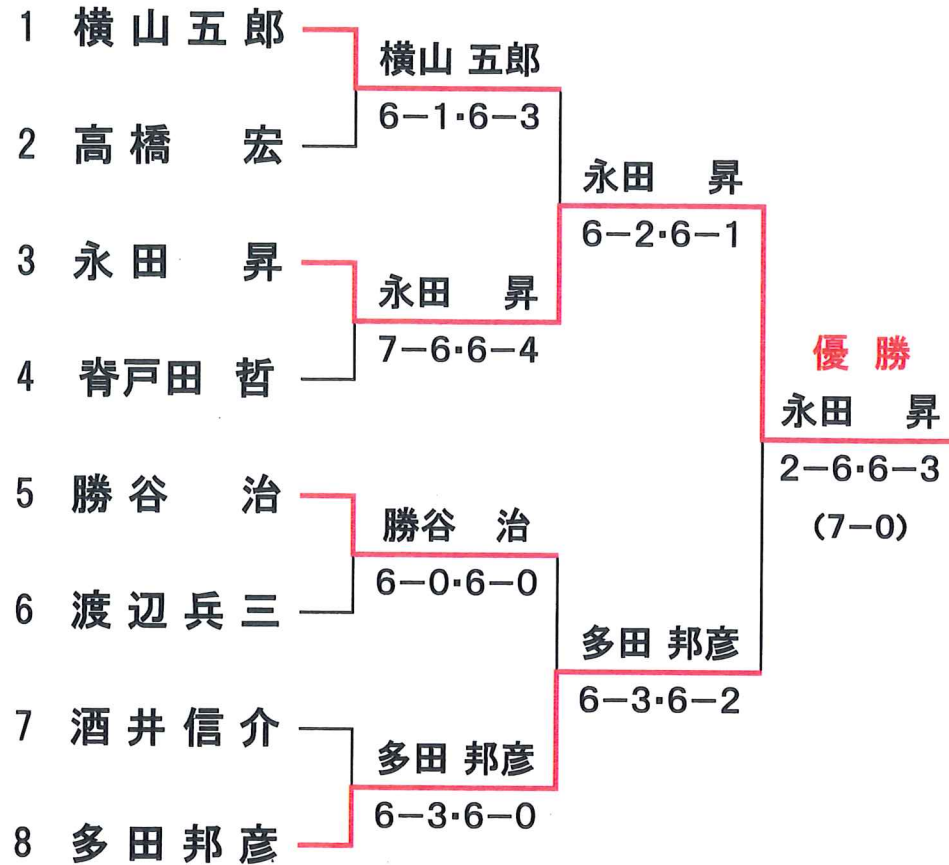 1 横山五郎
横山 五郎
6-1・6-3
2 高橋 宏
永田 昇
6-2・6-1
3 永田 昇
永田 昇
7-6・6-4
4 脊戸田 哲
優勝
永田 昇
2-6・6-3
(7-0)
5 勝谷 治
勝谷 治
6-0・6-0
6 渡辺兵三
多田 邦彦
6-3・6-2
7 酒井信介
多田 邦彦
6-3・6-0
8 多田邦彦